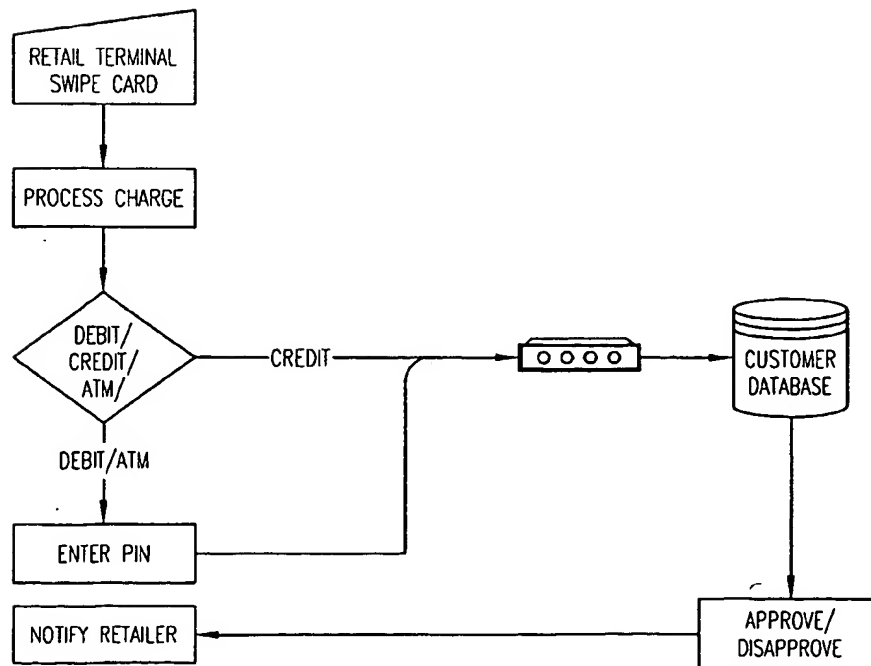 RETAIL TERMINAL
SWIPE CARD
PROCESS CHARGE
DEBIT/
CREDIT/
ATM/
CREDIT
CUSTOMER
DATABASE
DEBIT/ATM
ENTER PIN
NOTIFY RETAILER
APPROVE/
DISAPPROVE